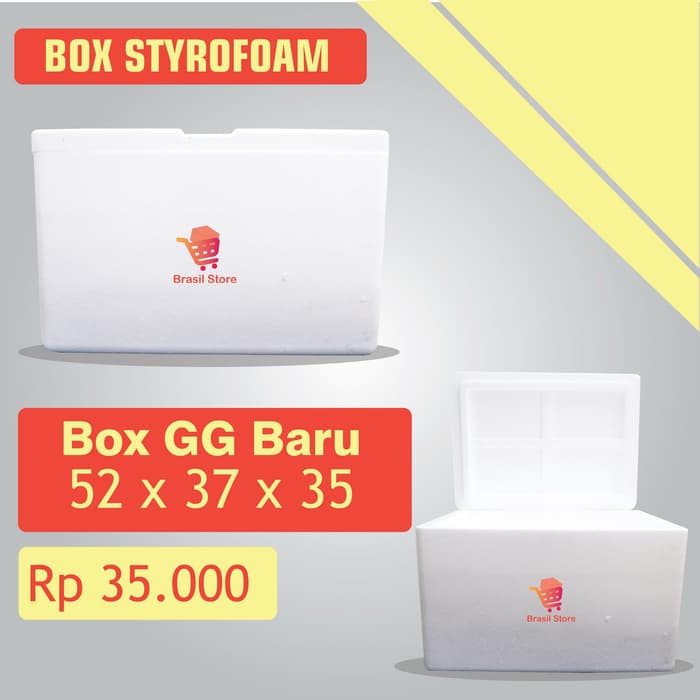 BOX STYROFOAM
Brasil Store
Box GG Baru
52 x 37 x 35
Rp 35.000
Brasil Store